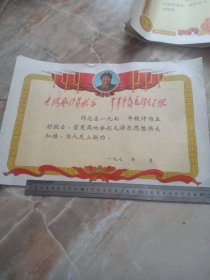 大海航行靠舵手 干革命靠毛泽东思想
同志在一九七 年被评为五
好战士。望更高地举起毛泽东思想伟大
红旗，为人民立新功。
一九七 年 月